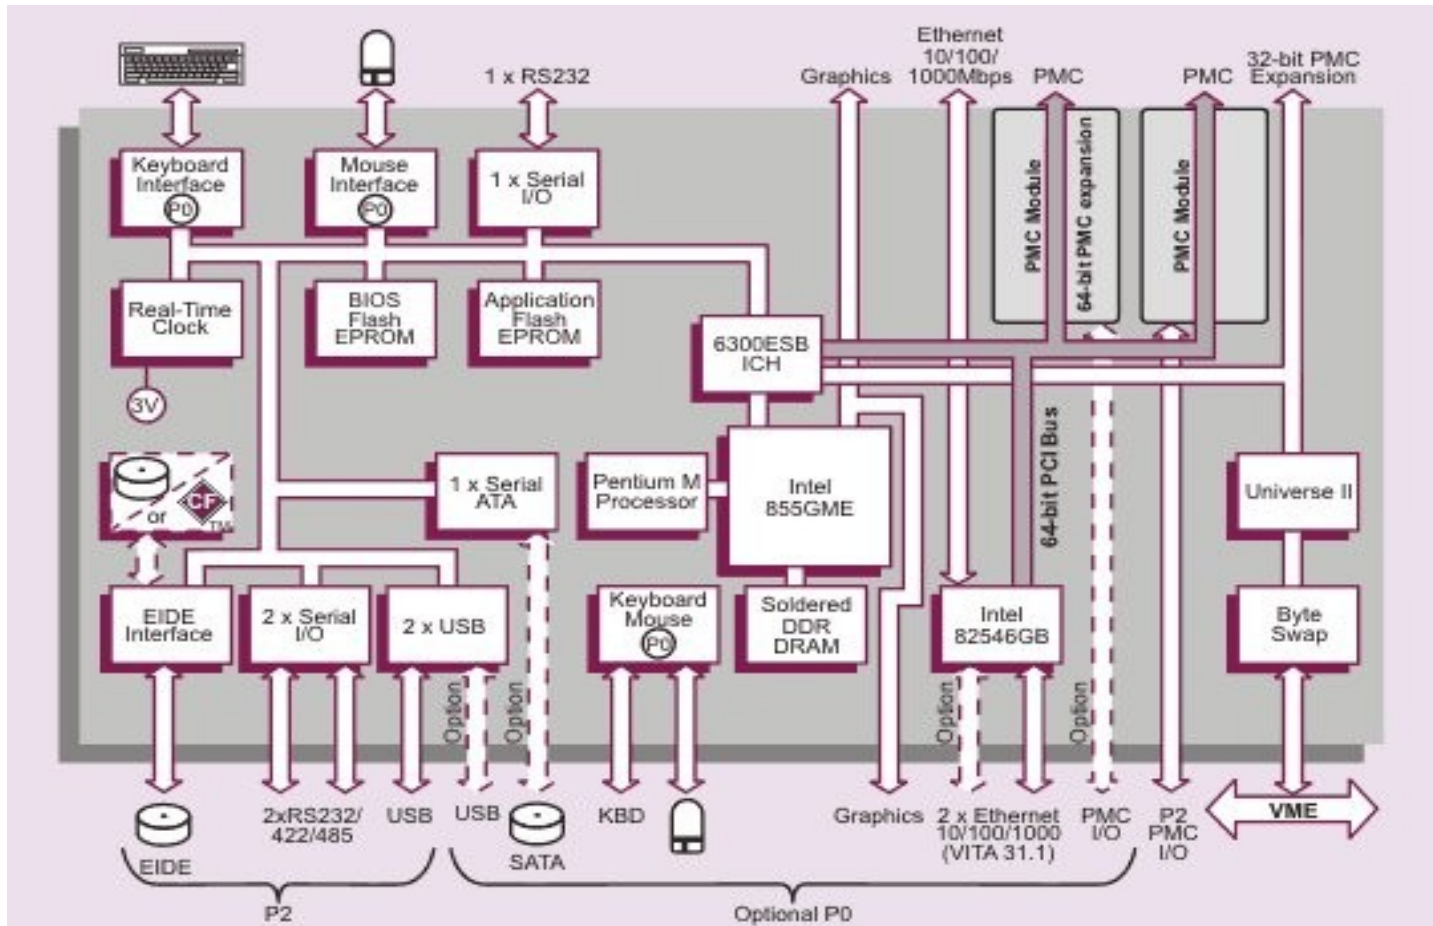 1 x RS232
Graphics
Ethernet
10/100/
1000Mbps
PMC
PMC
32-bit PMC
Expansion
Keyboard
Interface
P0
Mouse
Interface
P0
1 x Serial
I/O
PMC Module
64-bit PMC expansion
PMC Module
Real-Time
Clock
3V
BIOS
Flash
EPROM
Application
Flash
EPROM
6300ESB
ICH
64-bit PCI Bus
or
CF
TM
1 x Serial
ATA
Pentium M
Processor
Intel
855GME
Universe II
EIDE
Interface
2 x Serial
I/O
2 x USB
Keyboard
Mouse
P0
Soldered
DDR
DRAM
Intel
82546GB
Byte
Swap
Option
Option
Option
Option
EIDE
2xRS232/
422/485
USB
USB
SATA
KBD
Graphics
2 x Ethernet
10/100/1000
(VITA 31.1)
PMC
I/O
P2
PMC
I/O
VME
P2
Optional P0